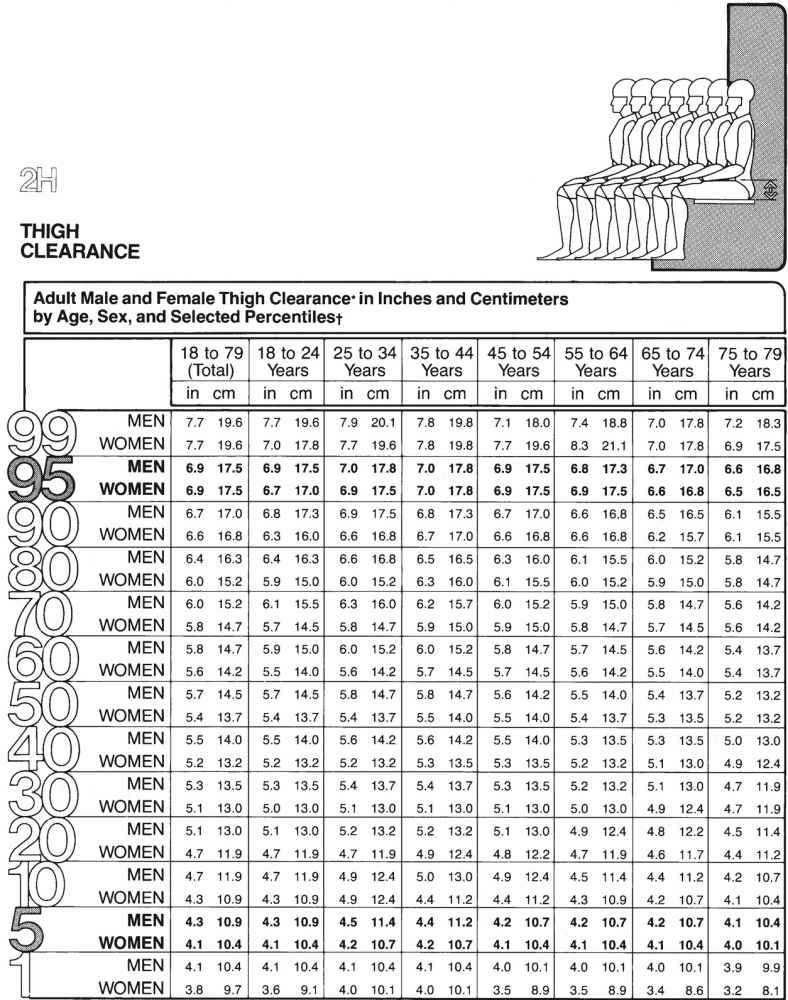 2H
THIGH
CLEARANCE
Adult Male and Female Thigh Clearance* in Inches and Centimeters
by Age, Sex, and Selected Percentiles†
18 to 79 18 to 24 25 to 34 35 to 44 45 to 54 55 to 64 65 to 74 75 to 79
(Total) Years Years Years Years Years Years Years
in cm in cm in cm in cm in cm in cm in cm in cm
99 MEN 7.7 19.6 7.7 19.6 7.9 20.1 7.8 19.8 7.1 18.0 7.4 18.8 7.0 17.8 7.2 18.3
WOMEN 7.7 19.6 7.0 17.8 7.7 19.6 7.8 19.8 7.7 19.6 8.3 21.1 7.0 17.8 6.9 17.5
95 MEN 6.9 17.5 6.9 17.5 7.0 17.8 7.0 17.8 6.9 17.5 6.8 17.3 6.7 17.0 6.6 16.8
WOMEN 6.9 17.5 6.7 17.0 6.9 17.5 7.0 17.8 6.9 17.5 6.9 17.5 6.6 16.8 6.5 16.5
90 MEN 6.7 17.0 6.8 17.3 6.9 17.5 6.8 17.3 6.7 17.0 6.6 16.8 6.5 16.5 6.1 15.5
WOMEN 6.6 16.8 6.3 16.0 6.6 16.8 6.7 17.0 6.6 16.8 6.6 16.8 6.2 15.7 6.1 15.5
80 MEN 6.4 16.3 6.4 16.3 6.6 16.8 6.5 16.5 6.3 16.0 6.1 15.5 6.0 15.2 5.8 14.7
WOMEN 6.0 15.2 5.9 15.0 6.0 15.2 6.3 16.0 6.1 15.5 6.0 15.2 5.9 15.0 5.8 14.7
70 MEN 6.0 15.2 6.1 15.5 6.3 16.0 6.2 15.7 6.0 15.2 5.9 15.0 5.8 14.7 5.6 14.2
WOMEN 5.8 14.7 5.7 14.5 5.8 14.7 5.9 15.0 5.9 15.0 5.8 14.7 5.7 14.5 5.6 14.2
60 MEN 5.8 14.7 5.9 15.0 6.0 15.2 6.0 15.2 5.8 14.7 5.7 14.5 5.6 14.2 5.4 13.7
WOMEN 5.6 14.2 5.5 14.0 5.6 14.2 5.7 14.5 5.7 14.5 5.6 14.2 5.5 14.0 5.4 13.7
50 MEN 5.7 14.5 5.7 14.5 5.8 14.7 5.8 14.7 5.6 14.2 5.5 14.0 5.4 13.7 5.2 13.2
WOMEN 5.4 13.7 5.4 13.7 5.4 13.7 5.5 14.0 5.5 14.0 5.4 13.7 5.3 13.5 5.2 13.2
40 MEN 5.5 14.0 5.5 14.0 5.6 14.2 5.6 14.2 5.5 14.0 5.3 13.5 5.3 13.5 5.0 13.0
WOMEN 5.2 13.2 5.2 13.2 5.2 13.2 5.3 13.5 5.3 13.5 5.2 13.2 5.1 13.0 4.9 12.4
30 MEN 5.3 13.5 5.3 13.5 5.4 13.7 5.4 13.7 5.3 13.5 5.2 13.2 5.1 13.0 4.7 11.9
WOMEN 5.1 13.0 5.0 13.0 5.1 13.0 5.1 13.0 5.1 13.0 5.0 13.0 4.9 12.4 4.7 11.9
20 MEN 5.1 13.0 5.1 13.0 5.2 13.2 5.2 13.2 5.1 13.0 4.9 12.4 4.8 12.2 4.5 11.4
WOMEN 4.7 11.9 4.7 11.9 4.7 11.9 4.9 12.4 4.8 12.2 4.7 11.9 4.6 11.7 4.4 11.2
10 MEN 4.7 11.9 4.7 11.9 4.9 12.4 5.0 13.0 4.9 12.4 4.5 11.4 4.4 11.2 4.2 10.7
WOMEN 4.3 10.9 4.3 10.9 4.9 12.4 4.4 11.2 4.4 11.2 4.3 10.9 4.2 10.7 4.1 10.4
5 MEN 4.3 10.9 4.3 10.9 4.5 11.4 4.4 11.2 4.2 10.7 4.2 10.7 4.2 10.7 4.1 10.4
WOMEN 4.1 10.4 4.1 10.4 4.2 10.7 4.2 10.7 4.1 10.4 4.1 10.4 4.1 10.4 4.0 10.1
1 MEN 4.1 10.4 4.1 10.4 4.1 10.4 4.1 10.4 4.0 10.1 4.0 10.1 4.0 10.1 3.9 9.9
WOMEN 3.8 9.7 3.6 9.1 4.0 10.1 4.0 10.1 3.5 8.9 3.5 8.9 3.4 8.6 3.2 8.1